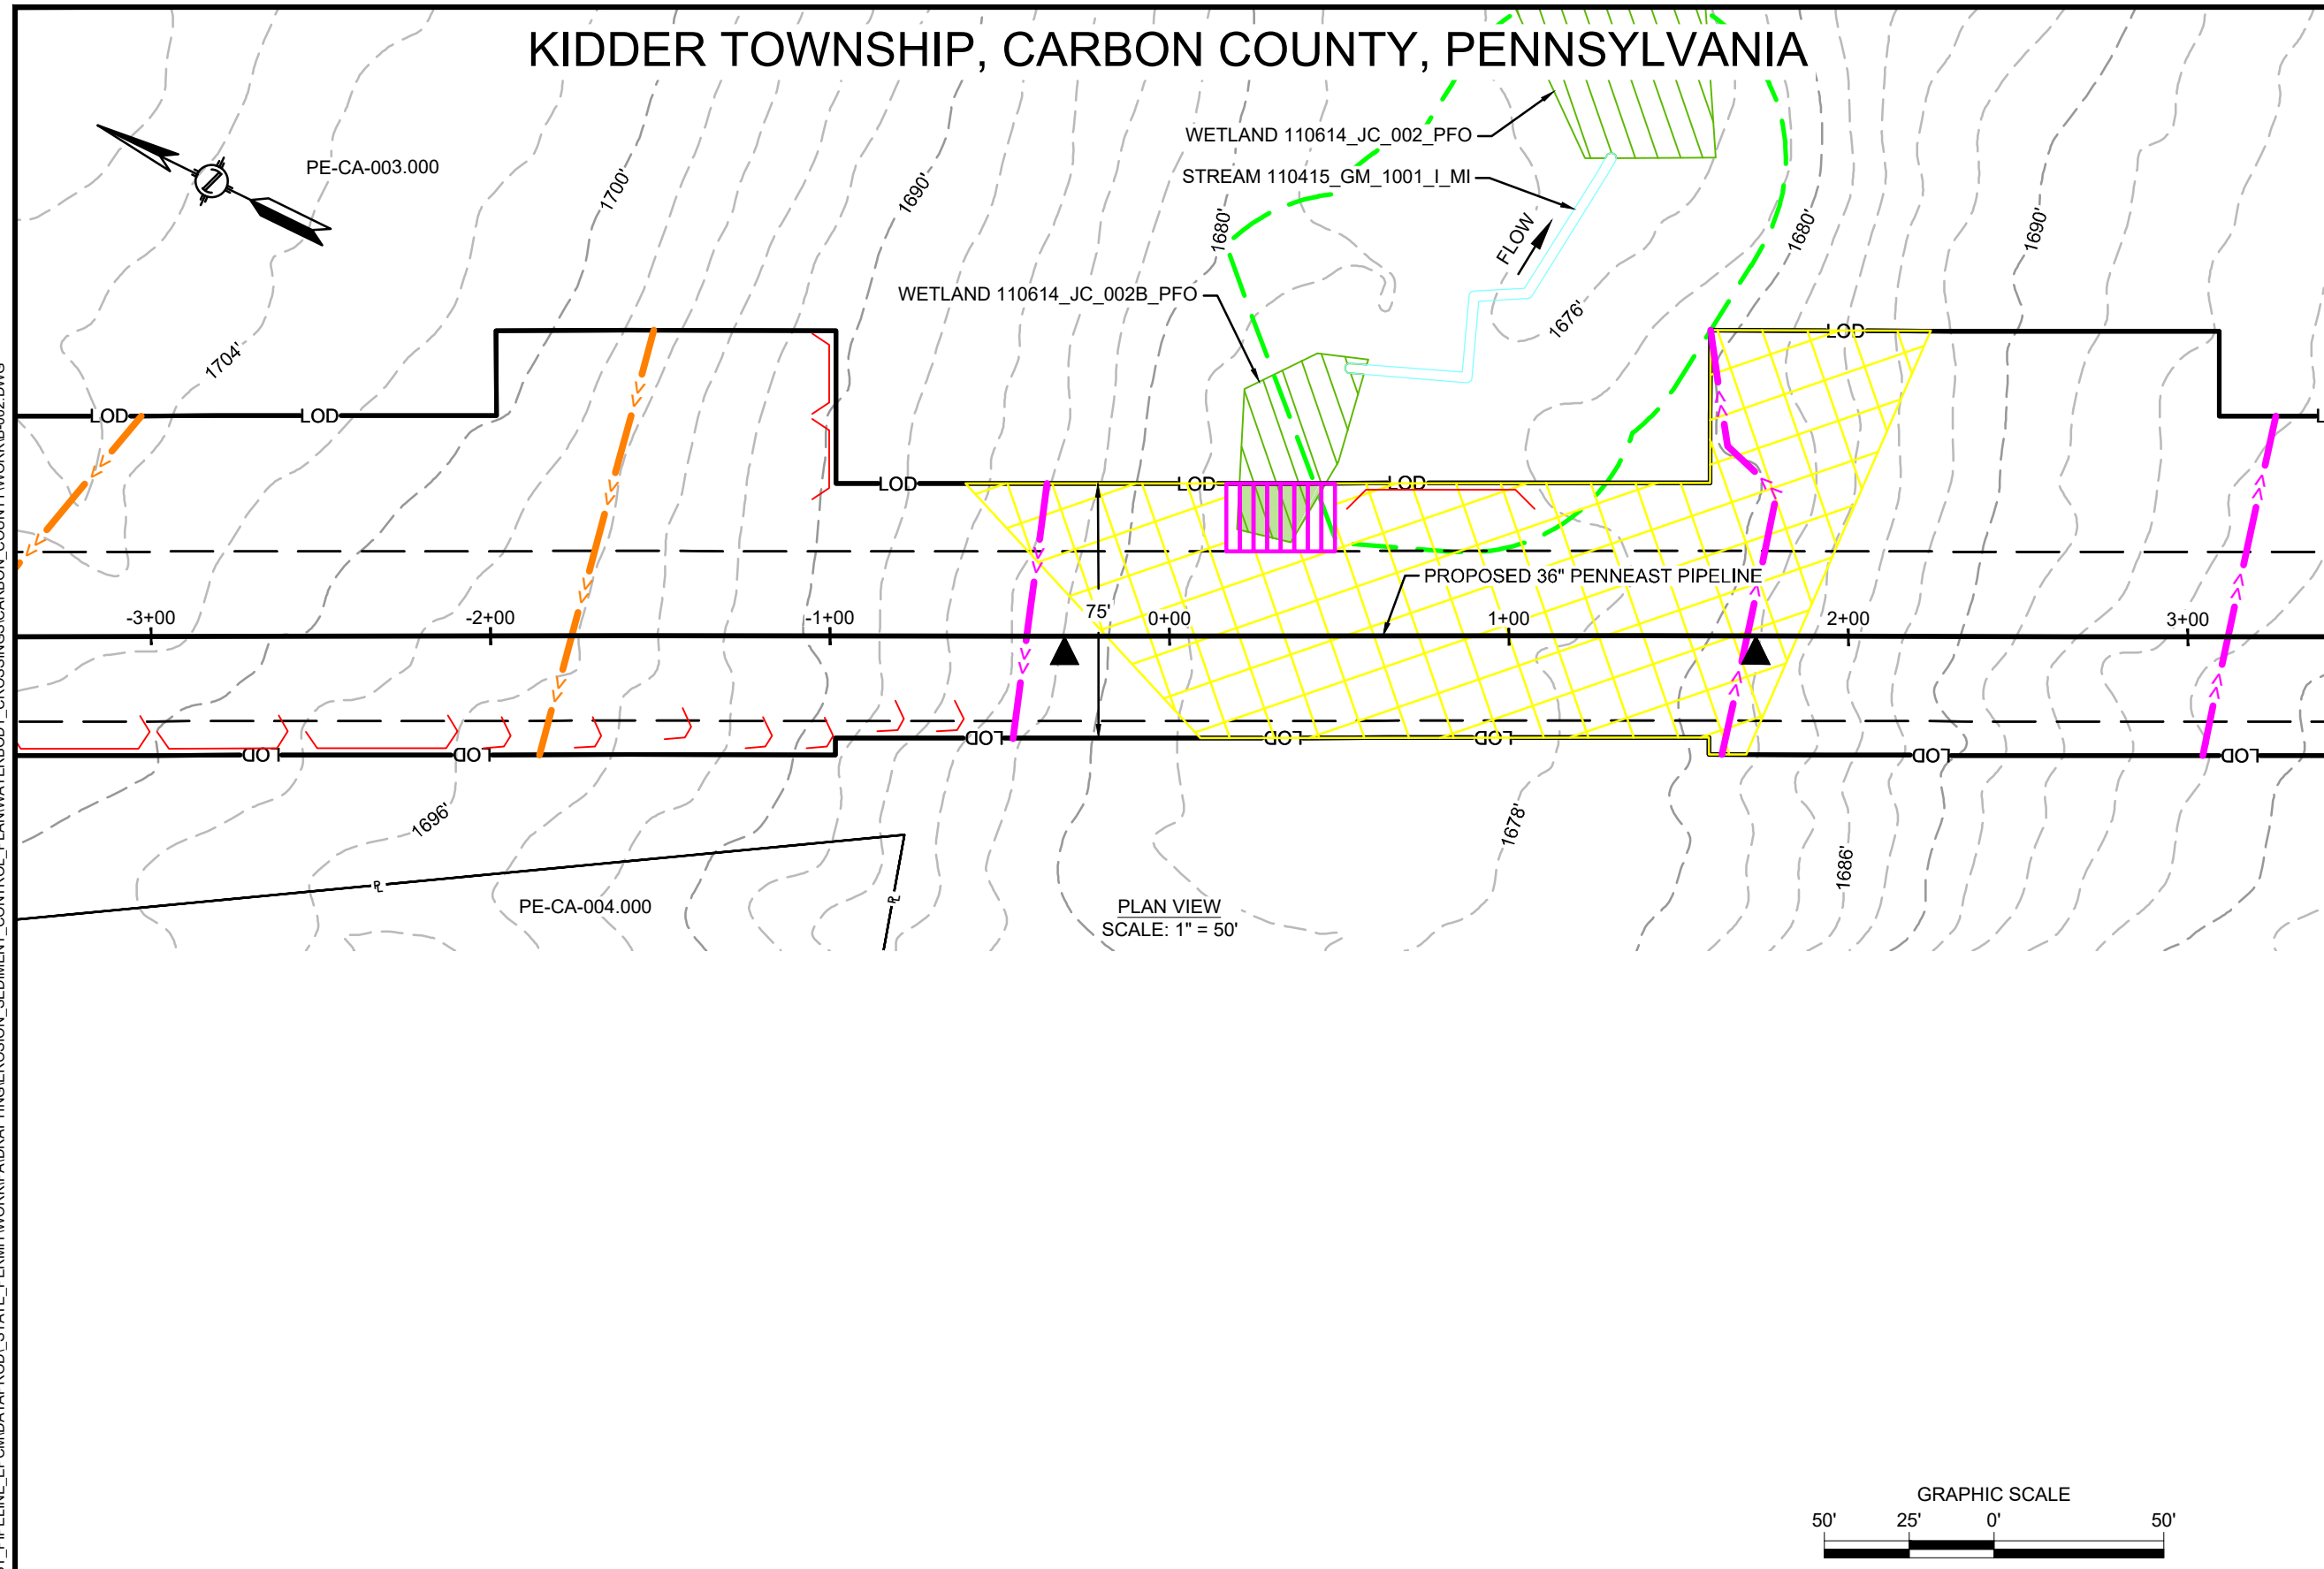 KIDDER TOWNSHIP, CARBON COUNTY, PENNSYLVANIA
WETLAND 110614_JC_002_PFO
PE-CA-003.000
STREAM 110415_GM_1001_I_MI
1700'
1690'
1680'
FLOW
1680'
1690'
WETLAND 110614_JC_002B_PFO
1676'
1704'
LOD
LOD
LOD
LOD
LOD
LOD
PROPOSED 36" PENNEAST PIPELINE
75'
-3+00
-2+00
-1+00
0+00
1+00
2+00
3+00
LOD
LOD
LOD
LOD
LOD
LOD
LOD
1696'
1678'
1686'
PL
PL
PE-CA-004.000
PLAN VIEW
SCALE: 1" = 50'
GRAPHIC SCALE
50' 25' 0' 50'